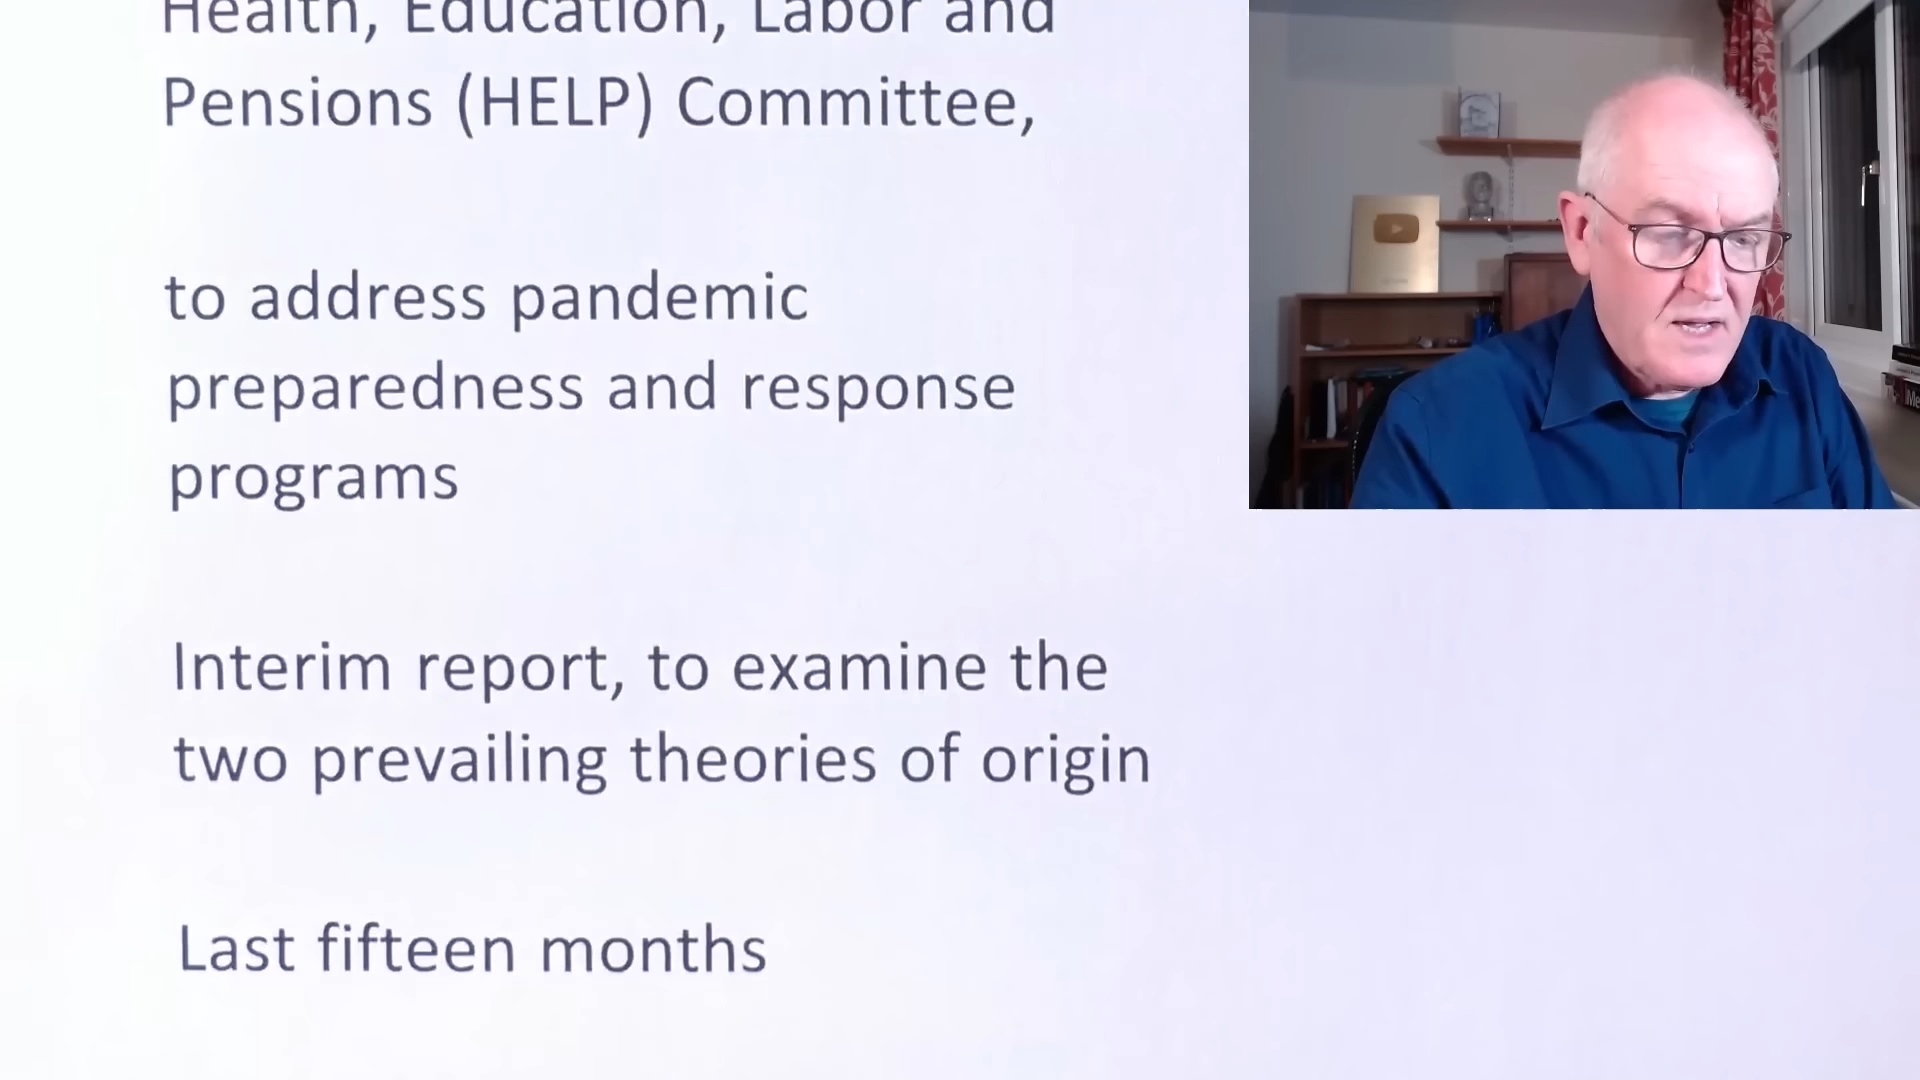 Health, Education, Labor and
Pensions (HELP) Committee,
to address pandemic
preparedness and response
programs
Interim report, to examine the
two prevailing theories of origin
Last fifteen months